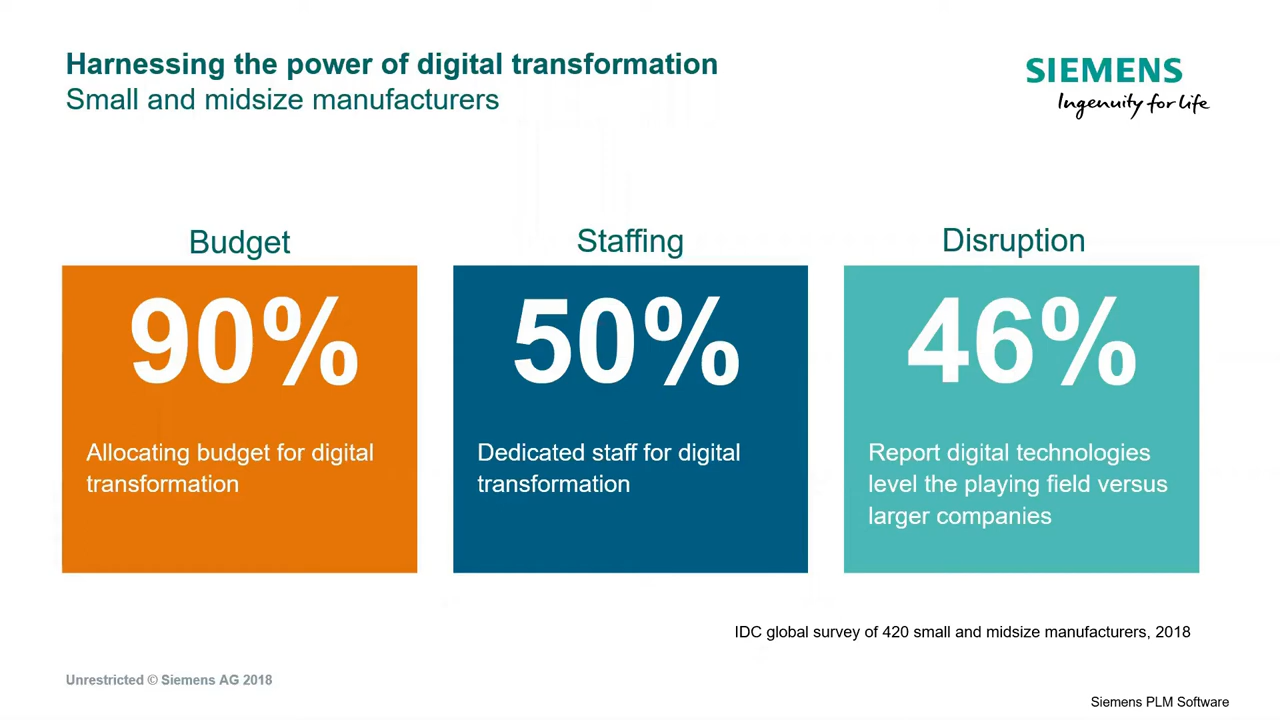 Harnessing the power of digital transformation
Small and midsize manufacturers
SIEMENS
Ingenuity for life
Budget
90%
Allocating budget for digital
transformation
Staffing
50%
Dedicated staff for digital
transformation
Disruption
46%
Report digital technologies
level the playing field versus
larger companies
IDC global survey of 420 small and midsize manufacturers, 2018
Unrestricted © Siemens AG 2018
Siemens PLM Software